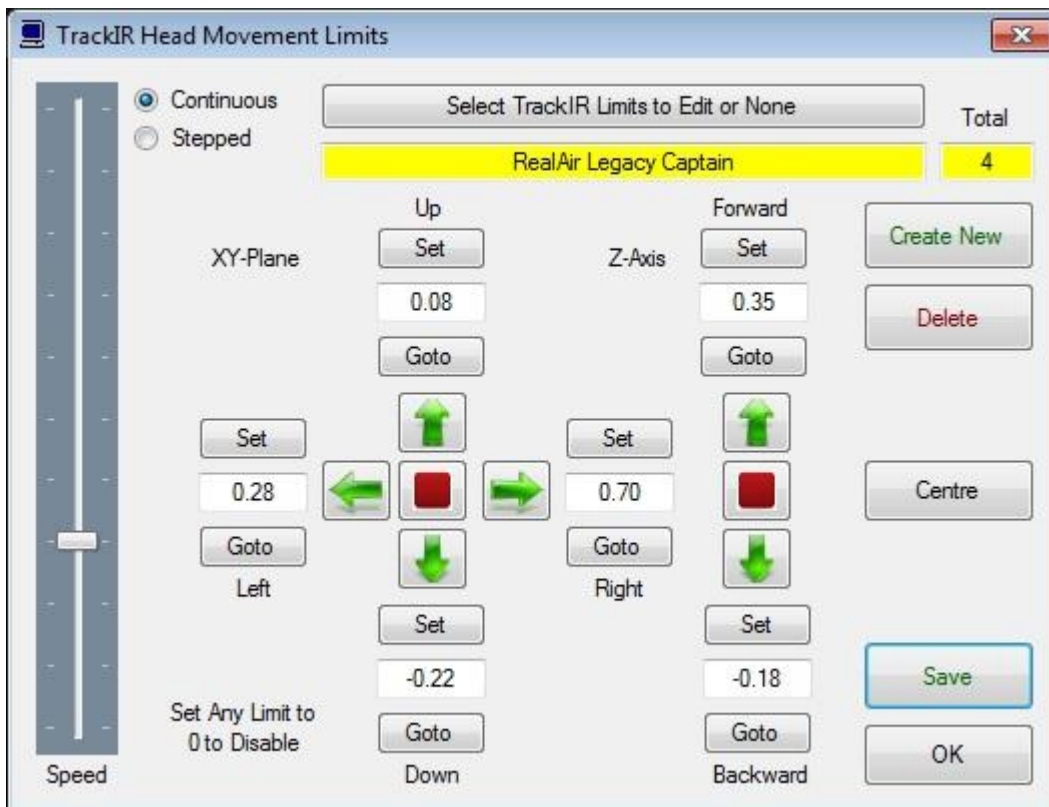 TrackIR Head Movement Limits
Continuous
Stepped
Select TrackIR Limits to Edit or None
Total
RealAir Legacy Captain
4
Up
Forward
XY-Plane
Set
Z-Axis
Set
Create New
0.08
0.35
Delete
Goto
Goto
Set
Set
0.28
0.70
Centre
Goto
Goto
Left
Right
Set
Set
-0.22
-0.18
Save
Set Any Limit to
0 to Disable
Goto
Goto
OK
Speed
Down
Backward